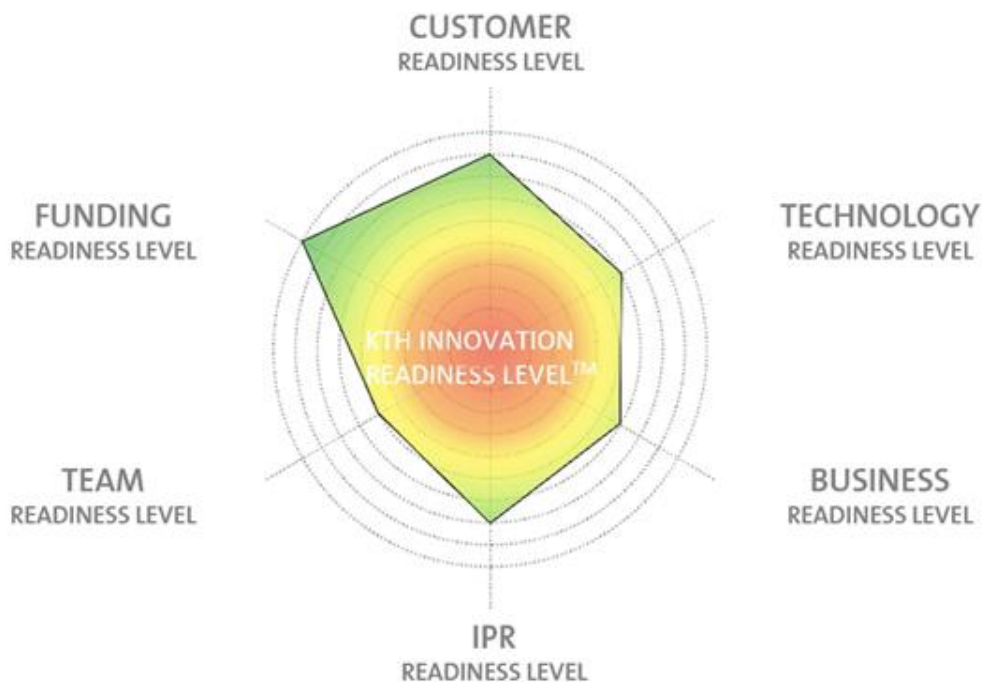 CUSTOMER
READINESS LEVEL
FUNDING
READINESS LEVEL
TECHNOLOGY
READINESS LEVEL
KTH INNOVATION
READINESS LEVEL™
TEAM
READINESS LEVEL
BUSINESS
READINESS LEVEL
IPR
READINESS LEVEL